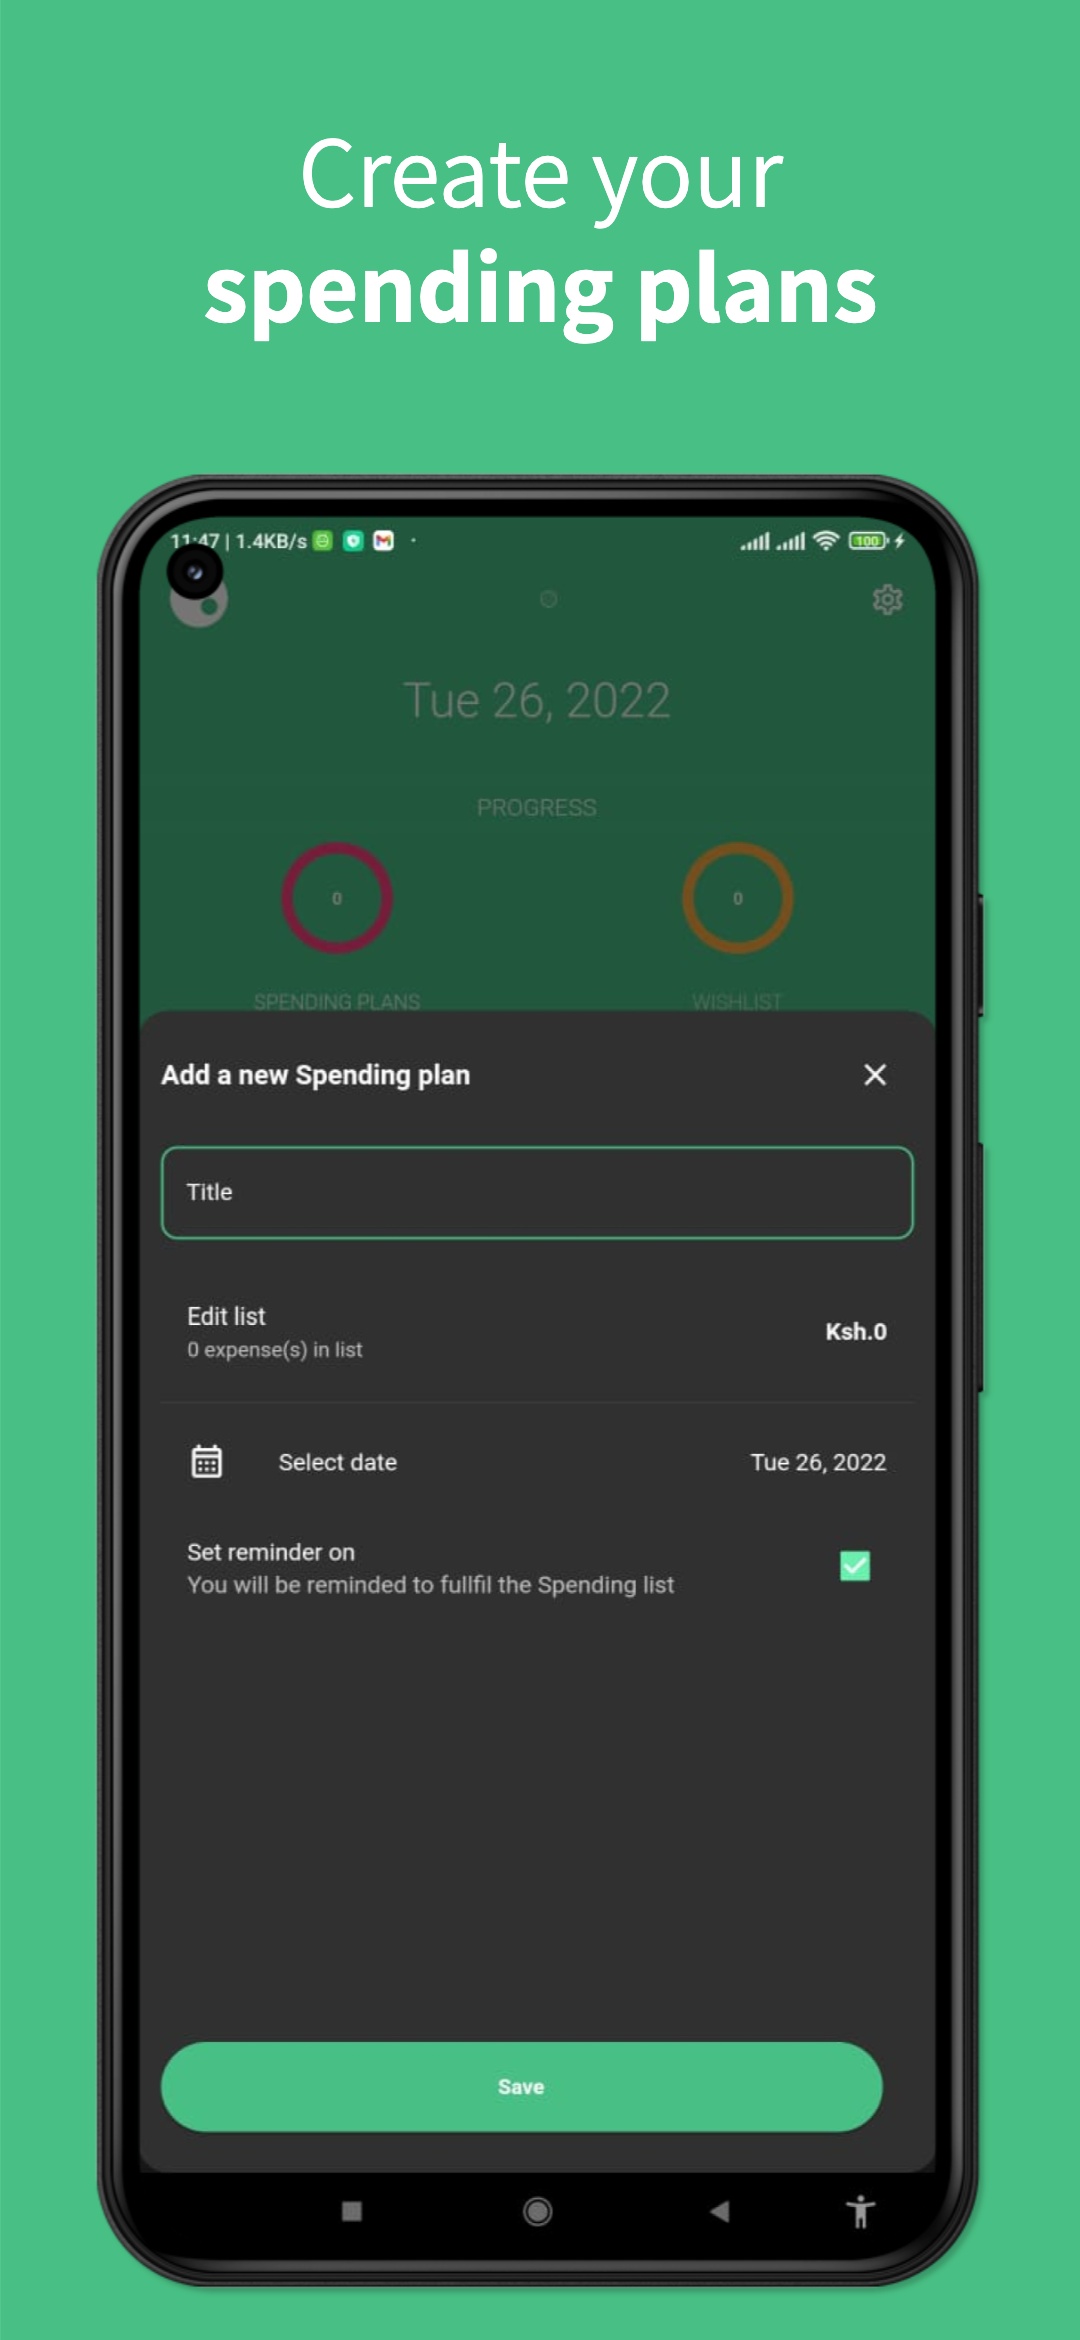 Create your
spending plans
11:47 | 1.4KB/s
100
Tue 26, 2022
PROGRESS
0
0
SPENDING PLANS
WISHLIST
Add a new Spending plan
Title
Edit list
Ksh.0
0 expense(s) in list
Select date
Tue 26, 2022
Set reminder on
You will be reminded to fullfil the Spending list
Save